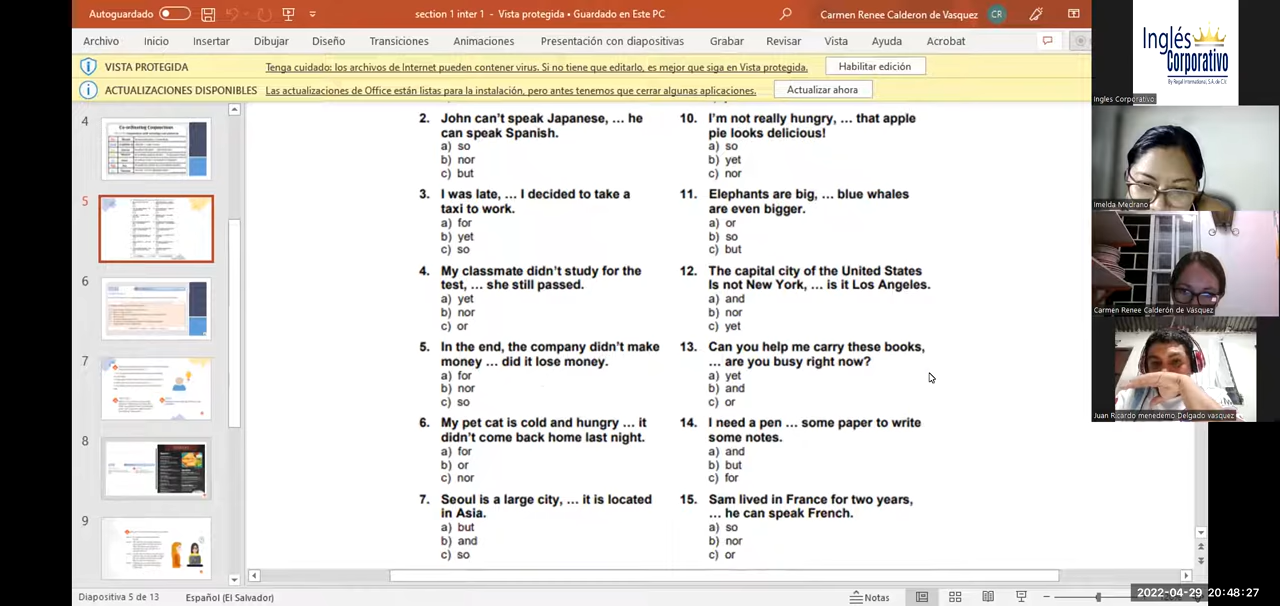 Autoguardado
section 1 inter 1 - Vista protegida • Guardado en Este PC
Carmen Renee Calderon de Vasquez
CR
Archivo Inicio Insertar Dibujar Diseño Transiciones Animaciones Presentación con diapositivas Grabar Revisar Vista Ayuda Acrobat
VISTA PROTEGIDA Tenga cuidado: los archivos de Internet pueden contener virus. Si no tiene que editarlo, es mejor que siga en Vista protegida. Habilitar edición
ACTUALIZACIONES DISPONIBLES Las actualizaciones de Office están listas para la instalación, pero antes tenemos que cerrar algunas aplicaciones. Actualizar ahora
4
5
6
7
8
9
2. John can't speak Japanese, … he
can speak Spanish.
a) so
b) nor
c) but
3. I was late, … I decided to take a
taxi to work.
a) for
b) yet
c) so
4. My classmate didn't study for the
test, … she still passed.
a) yet
b) nor
c) or
5. In the end, the company didn't make
money … did it lose money.
a) for
b) nor
c) so
6. My pet cat is cold and hungry … it
didn't come back home last night.
a) for
b) or
c) nor
7. Seoul is a large city, … it is located
in Asia.
a) but
b) and
c) so
10. I'm not really hungry, … that apple
pie looks delicious!
a) so
b) yet
c) nor
11. Elephants are big, … blue whales
are even bigger.
a) or
b) so
c) but
12. The capital city of the United States
Is not New York, … is it Los Angeles.
a) and
b) nor
c) yet
13. Can you help me carry these books,
… are you busy right now?
a) yet
b) and
c) or
14. I need a pen … some paper to write
some notes.
a) and
b) but
c) for
15. Sam lived in France for two years,
… he can speak French.
a) so
b) nor
c) or
Inglés
Corporativo
By Regal International, S.A. de C.V.
Ingles Corporativo
Imelda Medrano
Carmen Renee Calderón de Vásquez
Juan Ricardo menedemo Delgado vasquez
Diapositiva 5 de 13 Español (El Salvador) Notas
2022-04-29 20:48:27